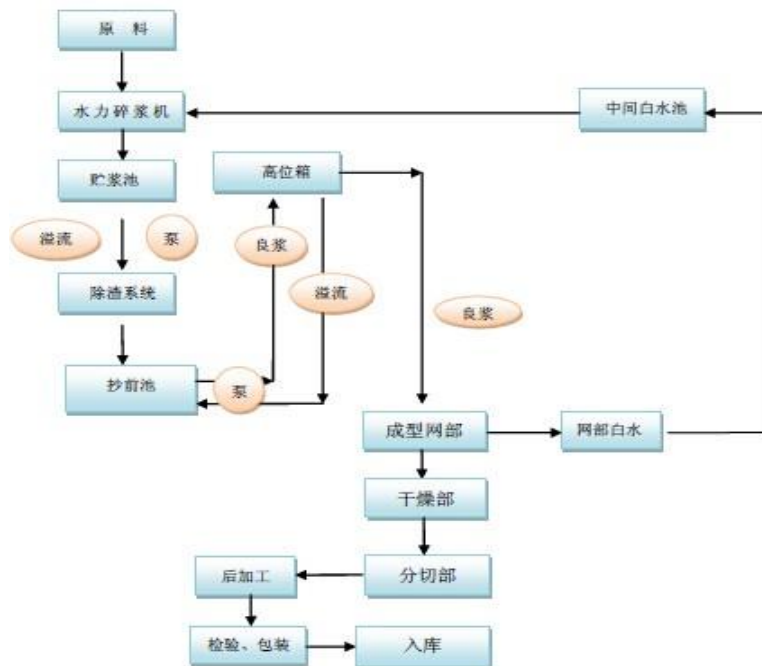 原 料
水力碎浆机
中间白水池
贮浆池
高位箱
溢流
泵
良浆
除渣系统
溢流
良浆
抄前池
泵
成型网部
网部白水
干燥部
后加工
分切部
检验、包装
入库